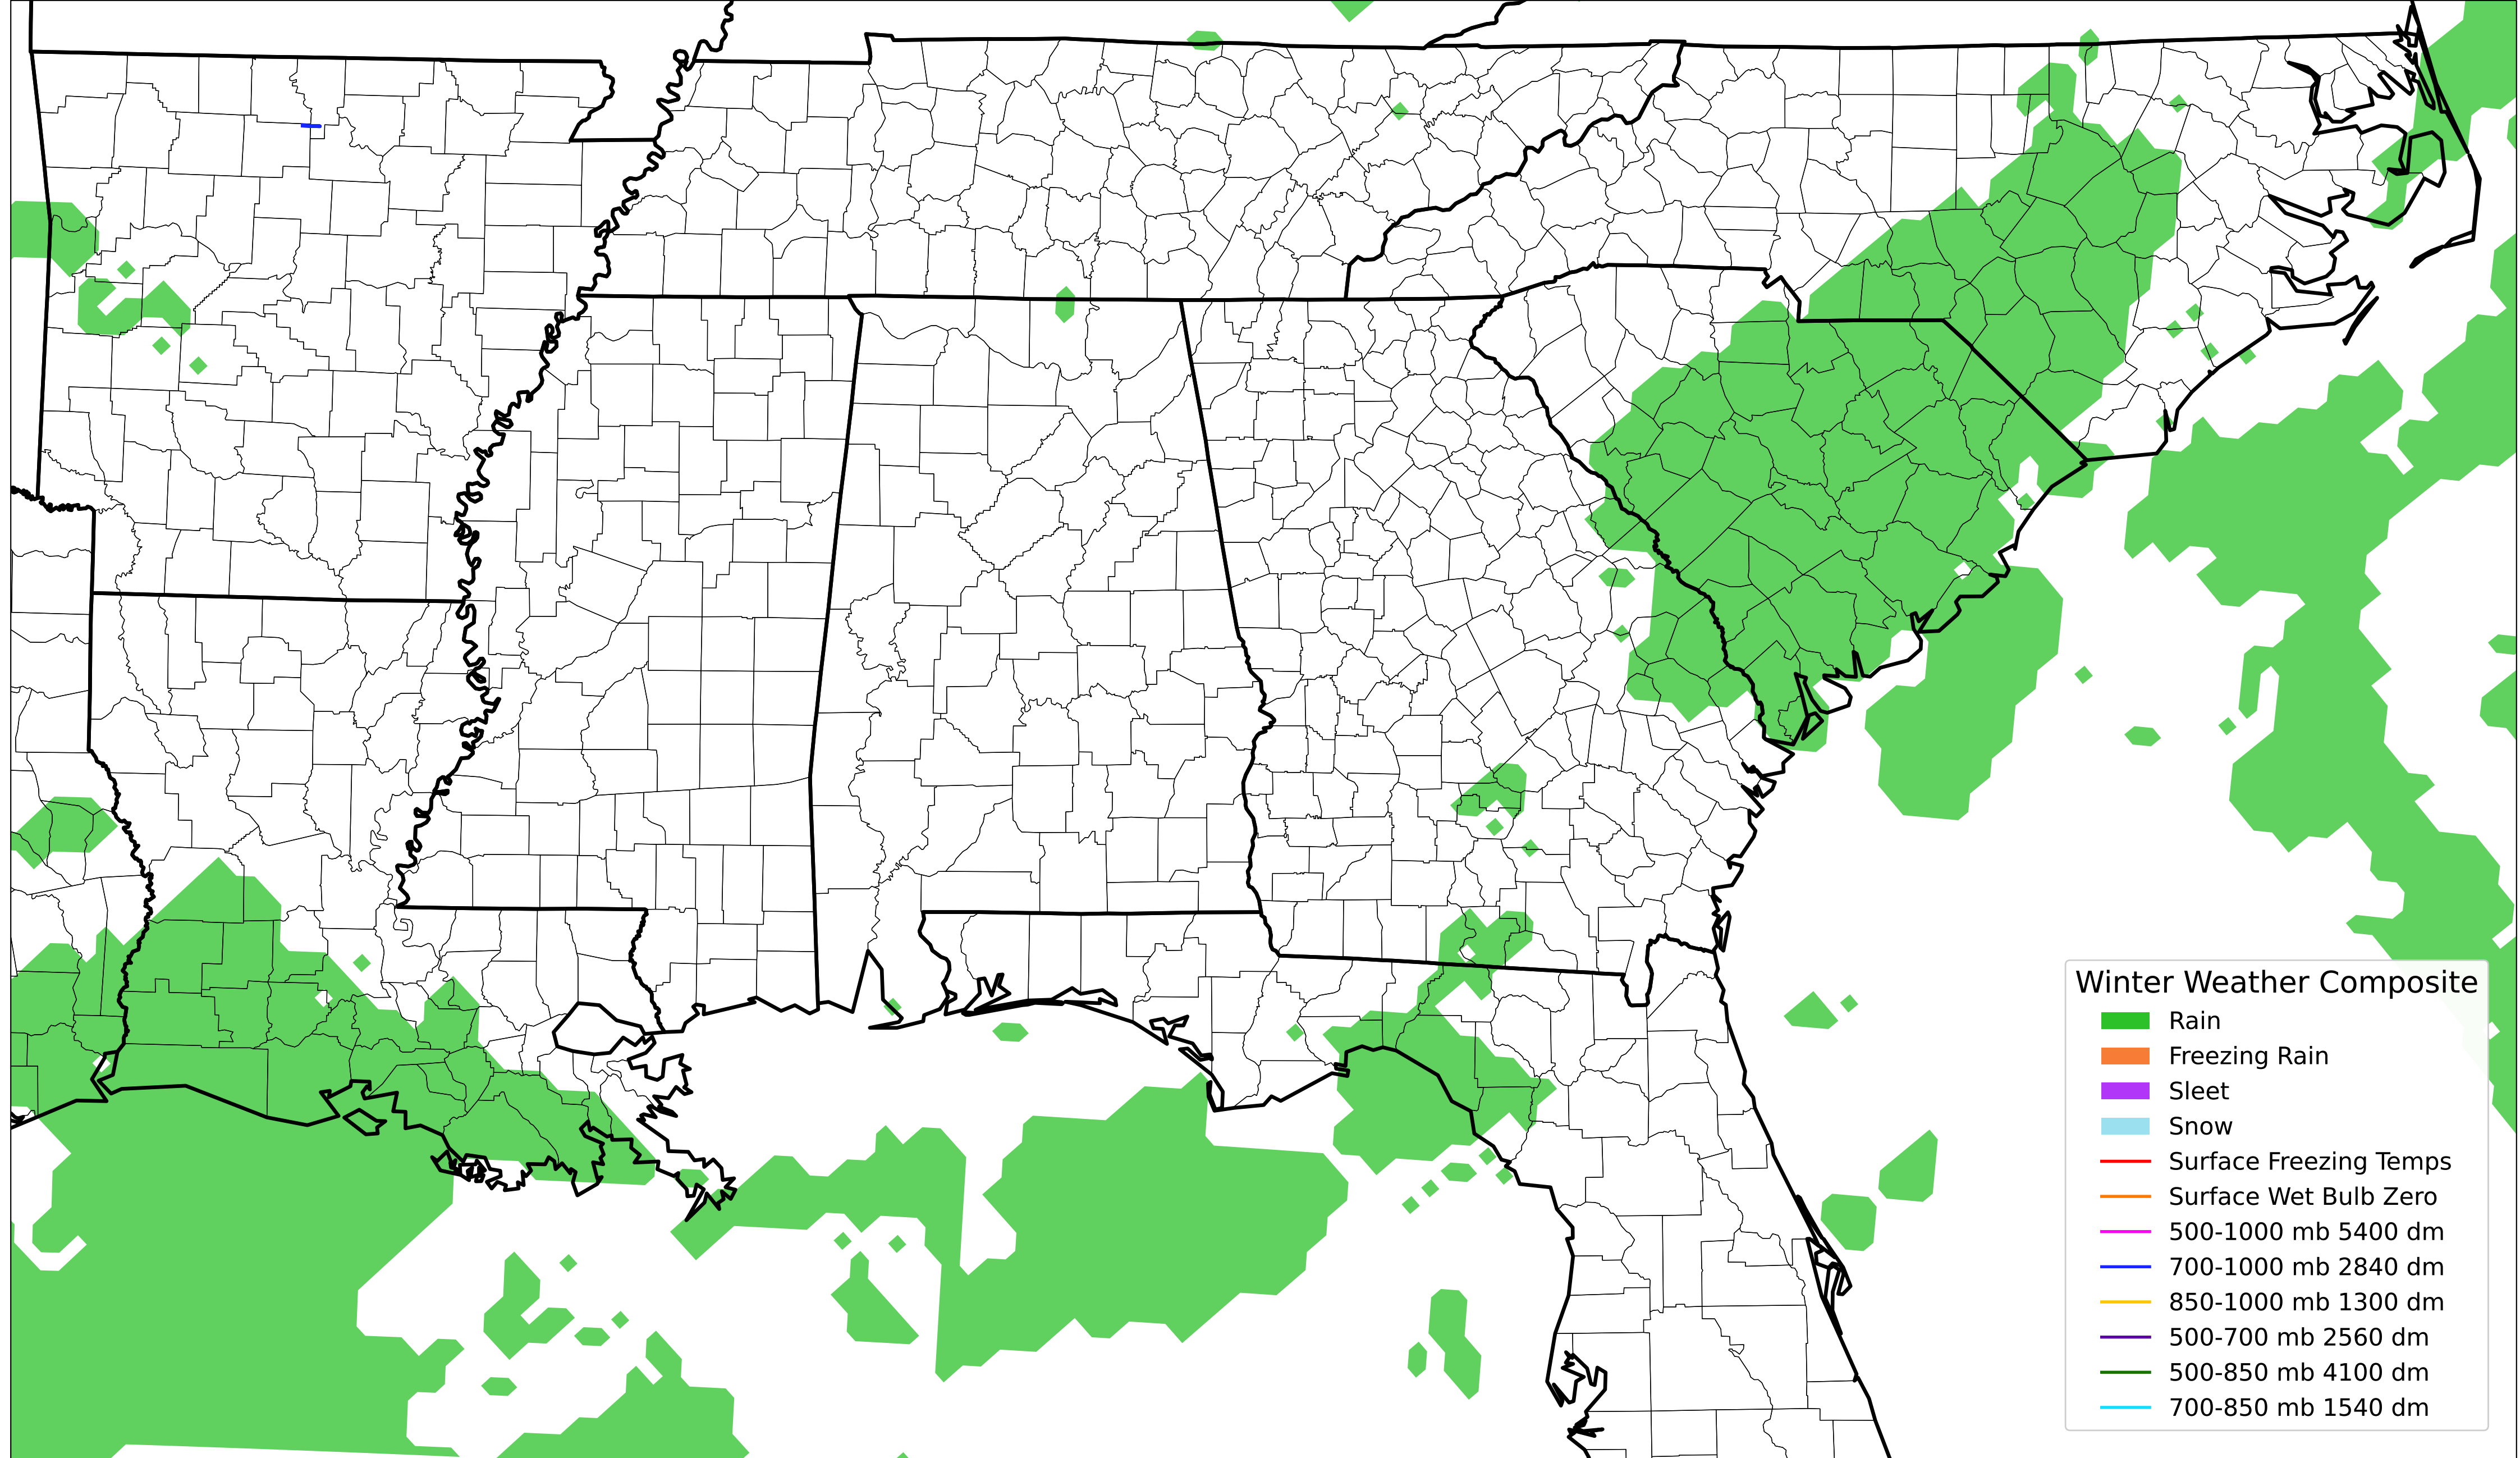 Winter Weather Composite
Rain
Freezing Rain
Sleet
Snow
Surface Freezing Temps
Surface Wet Bulb Zero
500-1000 mb 5400 dm
700-1000 mb 2840 dm
850-1000 mb 1300 dm
500-700 mb 2560 dm
500-850 mb 4100 dm
700-850 mb 1540 dm